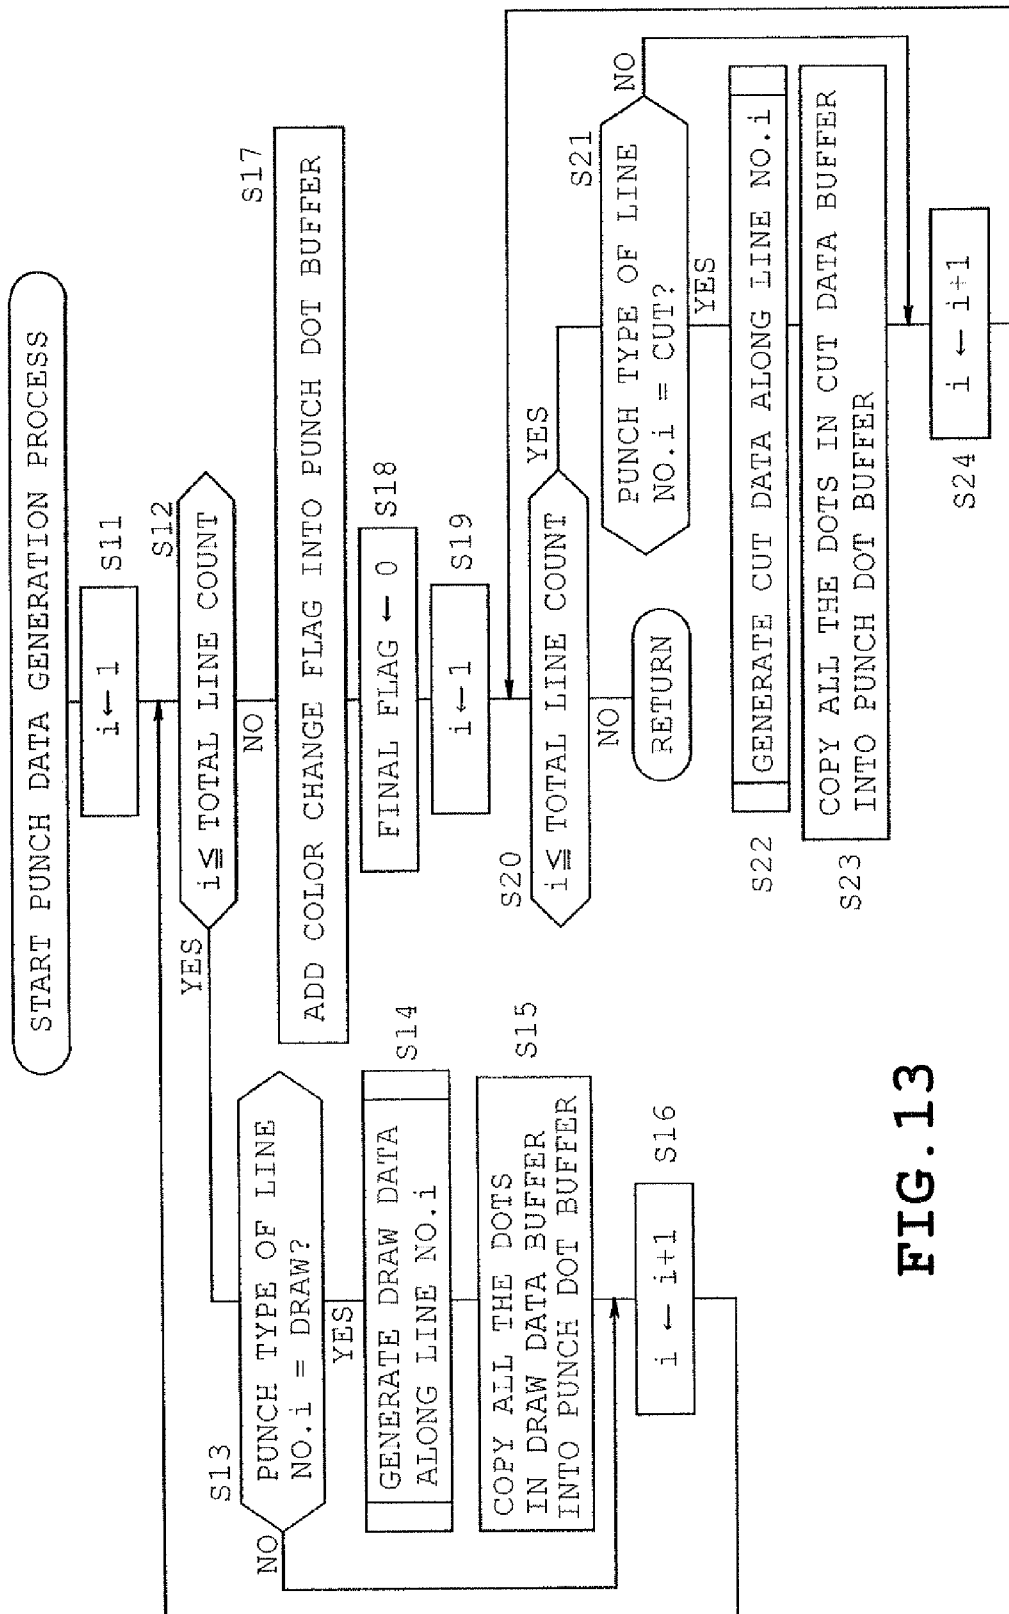 START PUNCH DATA GENERATION PROCESS
i←1
S11
S12
i≦TOTAL LINE COUNT
YES
NO
S13
PUNCH TYPE OF LINE
NO.i = DRAW?
NO
YES
S14
GENERATE DRAW DATA
ALONG LINE NO.i
S15
COPY ALL THE DOTS
IN DRAW DATA BUFFER
INTO PUNCH DOT BUFFER
i ← i+1
S16
S17
ADD COLOR CHANGE FLAG INTO PUNCH DOT BUFFER
FINAL FLAG ← 0
S18
i←1
S19
S20
i≦ TOTAL LINE COUNT
YES
NO
RETURN
S21
PUNCH TYPE OF LINE
NO.i = CUT?
NO
YES
S22
GENERATE CUT DATA ALONG LINE NO.i
S23
COPY ALL THE DOTS IN CUT DATA BUFFER
INTO PUNCH DOT BUFFER
S24
i ← i+1
FIG.13